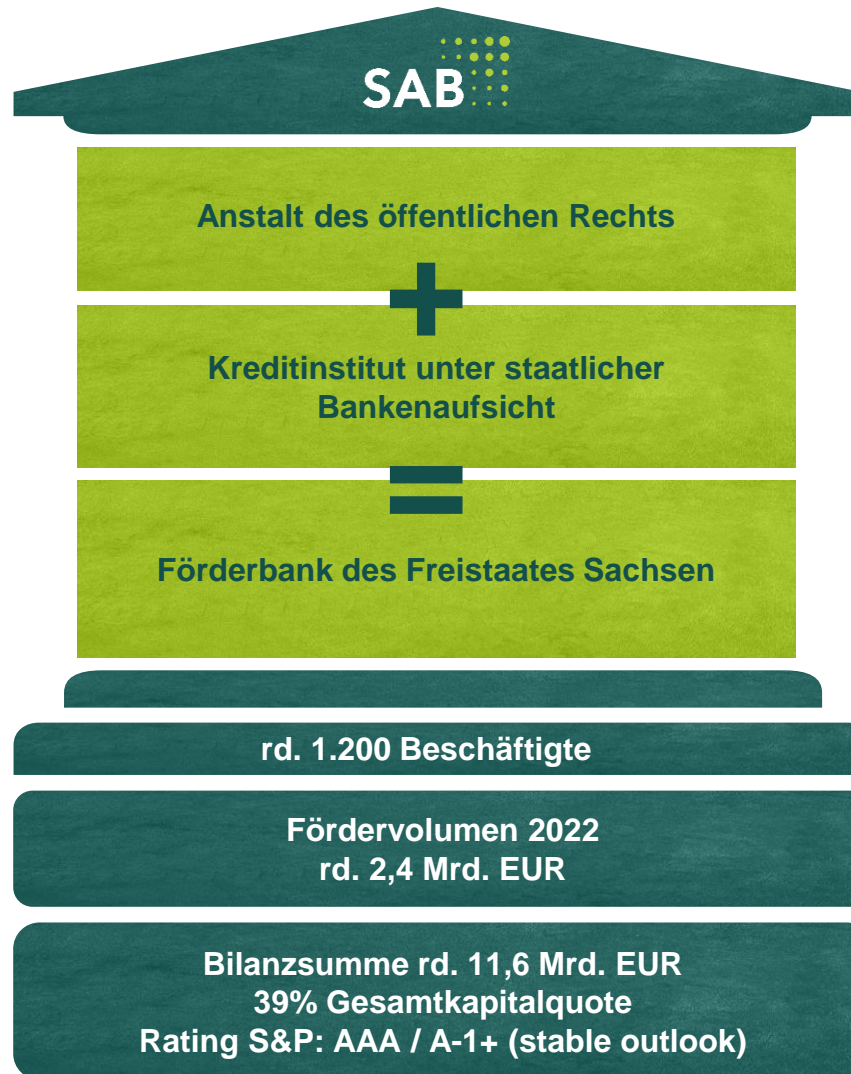 SAB
Anstalt des öffentlichen Rechts
+
Kreditinstitut unter staatlicher
Bankenaufsicht
=
Förderbank des Freistaates Sachsen
rd. 1.200 Beschäftigte
Fördervolumen 2022
rd. 2,4 Mrd. EUR
Bilanzsumme rd. 11,6 Mrd. EUR
39% Gesamtkapitalquote
Rating S&P: AAA / A-1+ (stable outlook)